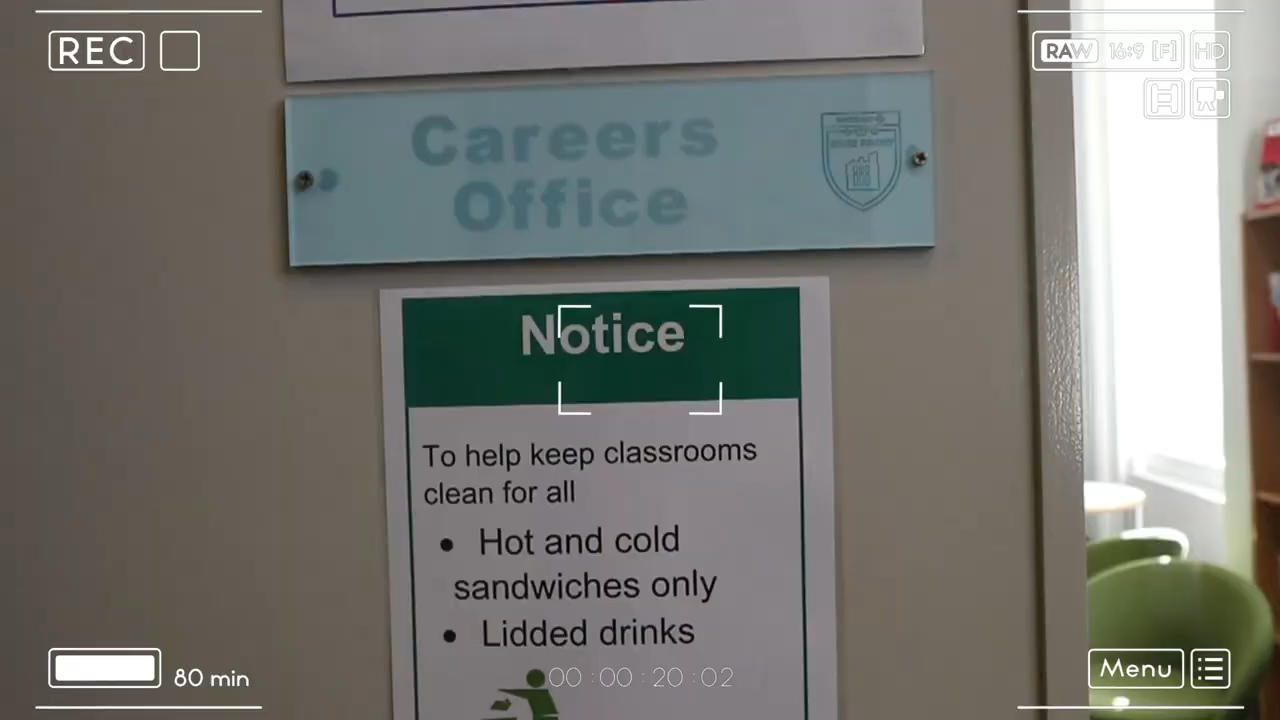 REC
RAW 16:9 [F] HD
Careers
Office
Notice
To help keep classrooms
clean for all
• Hot and cold
sandwiches only
• Lidded drinks
80 min
00:00:20:02
Menu